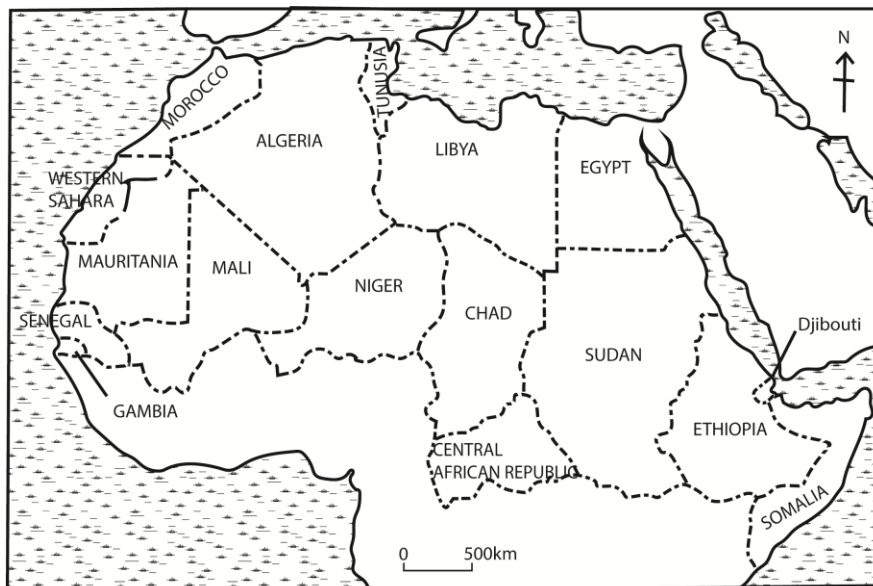 N
MOROCCO
TUNUSIA
ALGERIA
LIBYA
EGYPT
WESTERN
SAHARA
MAURITANIA
MALI
NIGER
CHAD
SENEGAL
SUDAN
Djibouti
GAMBIA
ETHIOPIA
CENTRAL
AFRICAN REPUBLIC
SOMALIA
0 500km